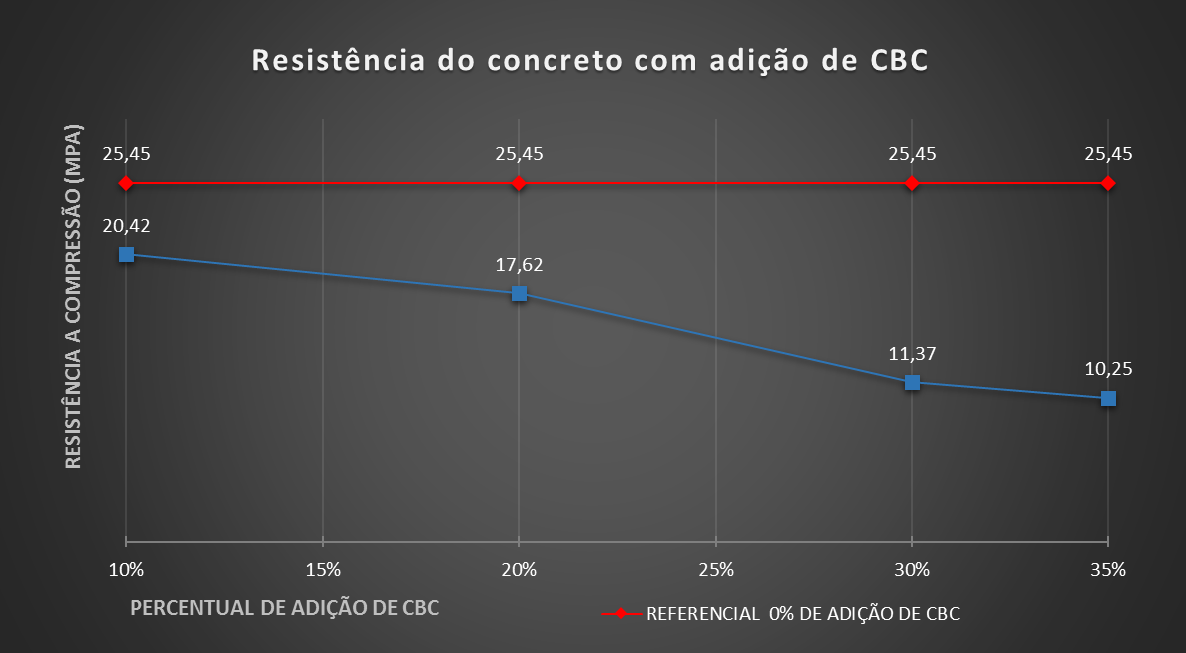 Resistência do concreto com adição de CBC
RESISTÊNCIA A COMPRESSÃO (MPA)
25,45 25,45 25,45 25,45
20,42
17,62
11,37
10,25
10% 15% 20% 25% 30% 35%
PERCENTUAL DE ADIÇÃO DE CBC
REFERENCIAL 0% DE ADIÇÃO DE CBC